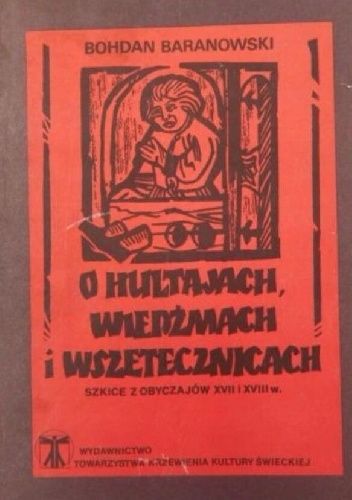 BOHDAN BARANOWSKI
O HULTAJACH,
WIEDŹMACH
i WSZETECZNICACH
SZKICE Z OBYCZAJÓW XVII i XVIII w.
WYDAWNICTWO
TOWARZYSTWA KRZEWIENIA KULTURY ŚWIECKIEJ